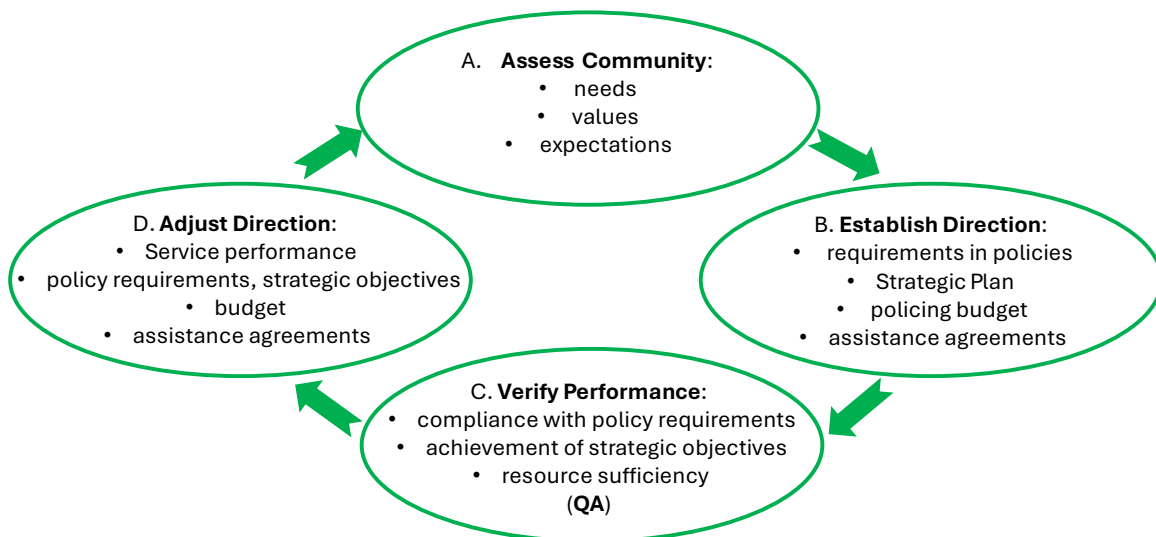 A. Assess Community:
• needs
• values
• expectations
D. Adjust Direction:
• Service performance
• policy requirements, strategic objectives
• budget
• assistance agreements
B. Establish Direction:
• requirements in policies
• Strategic Plan
• policing budget
• assistance agreements
C. Verify Performance:
• compliance with policy requirements
• achievement of strategic objectives
• resource sufficiency
(QA)